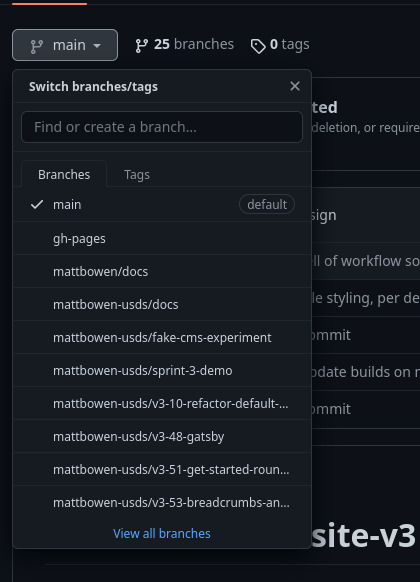 main
25 branches
0 tags
Switch branches/tags
Find or create a branch...
Branches
Tags
main
default
gh-pages
mattbowen/docs
mattbowen-usds/docs
mattbowen-usds/fake-cms-experiment
mattbowen-usds/sprint-3-demo
mattbowen-usds/v3-10-refactor-default-...
mattbowen-usds/v3-48-gatsby
mattbowen-usds/v3-51-get-started-roun...
mattbowen-usds/v3-53-breadcrumbs-an...
View all branches
ted
deletion, or require
sign
ll of workflow so
le styling, per de
ommit
pdate builds on r
ommit
site-v3